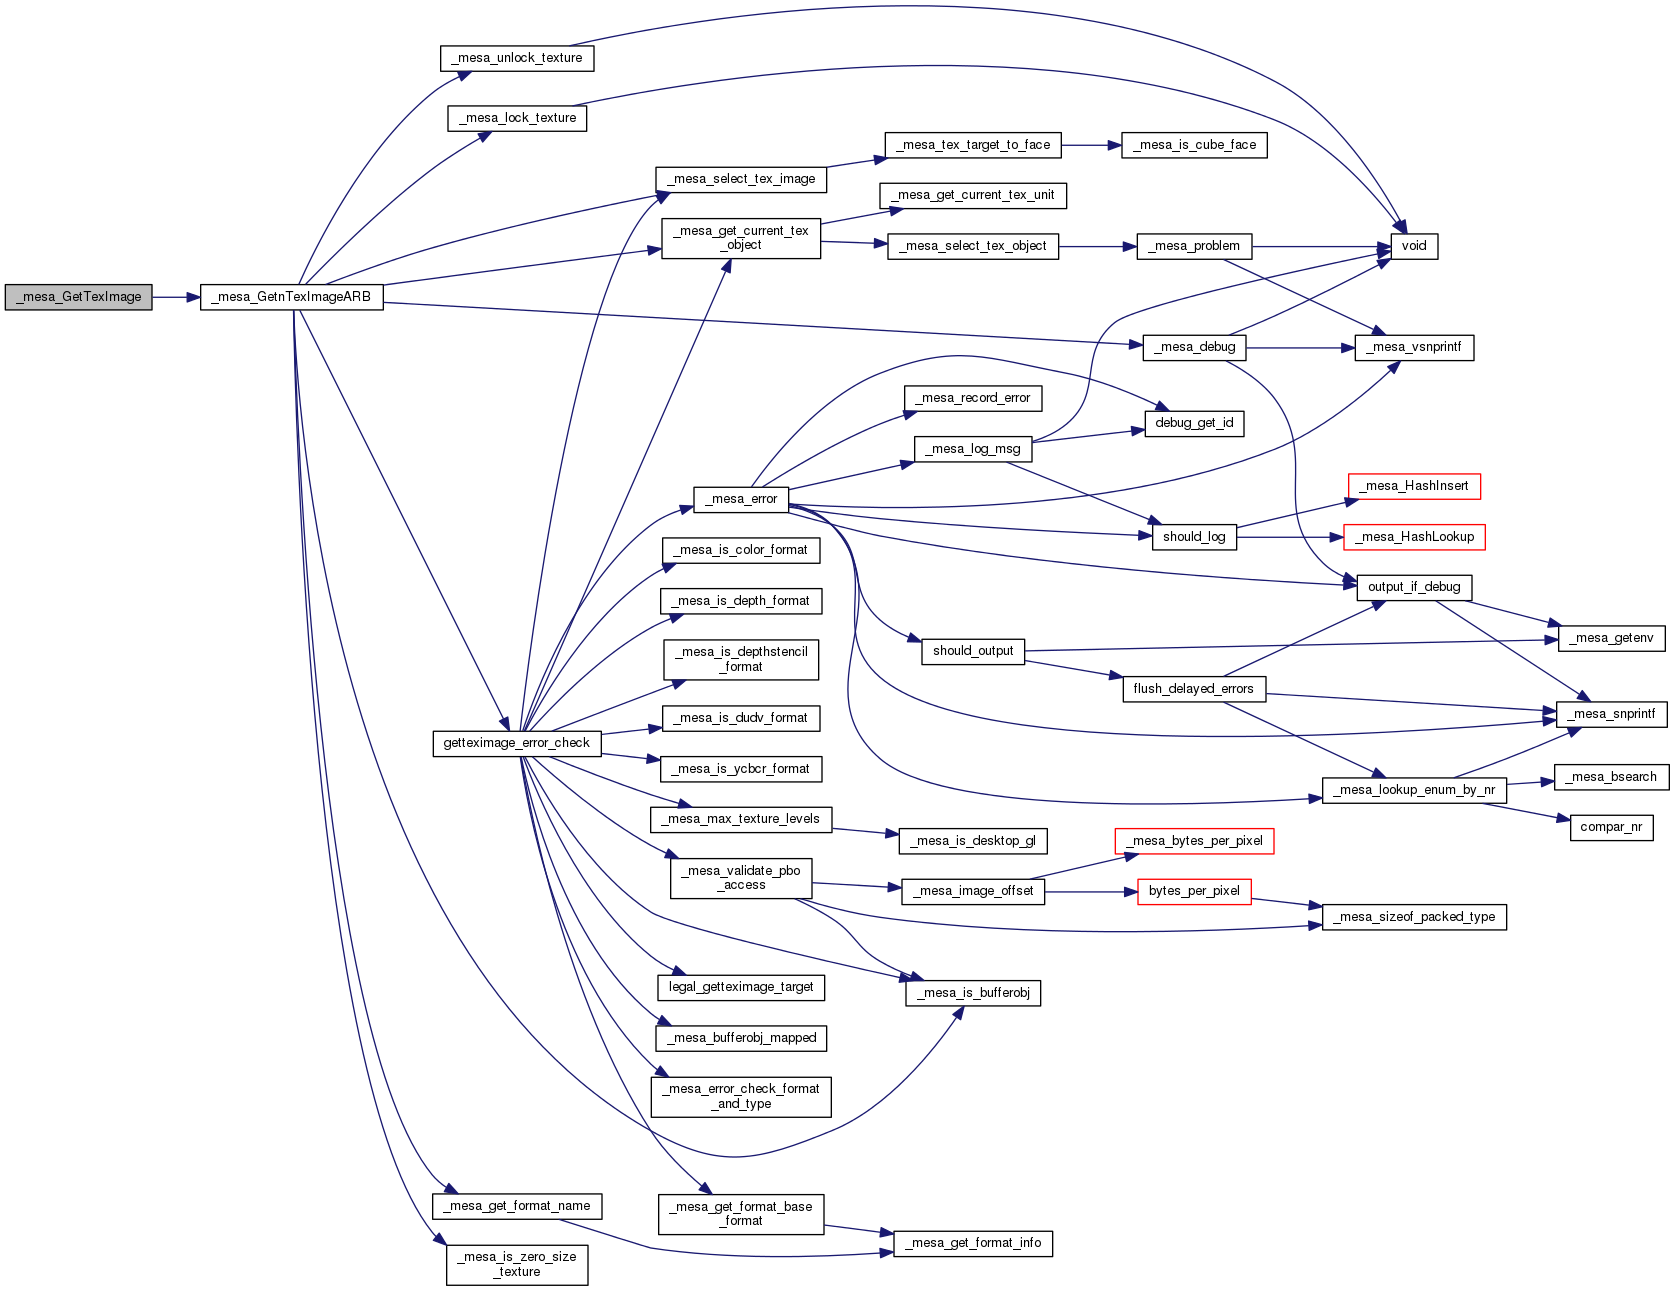 _mesa_unlock_texture
_mesa_lock_texture
_mesa_tex_target_to_face
_mesa_is_cube_face
_mesa_select_tex_image
_mesa_get_current_tex_unit
_mesa_get_current_tex
_object
_mesa_select_tex_object
_mesa_problem
void
_mesa_GetTexImage
_mesa_GetnTexImageARB
_mesa_debug
_mesa_vsnprintf
_mesa_record_error
debug_get_id
_mesa_log_msg
_mesa_HashInsert
_mesa_error
should_log
_mesa_HashLookup
_mesa_is_color_format
output_if_debug
_mesa_is_depth_format
_mesa_getenv
should_output
_mesa_is_depthstencil
_format
flush_delayed_errors
_mesa_snprintf
_mesa_is_dudv_format
getteximage_error_check
_mesa_is_ycbcr_format
_mesa_bsearch
_mesa_lookup_enum_by_nr
_mesa_max_texture_levels
compar_nr
_mesa_is_desktop_gl
_mesa_bytes_per_pixel
_mesa_validate_pbo
_access
_mesa_image_offset
bytes_per_pixel
_mesa_sizeof_packed_type
legal_getteximage_target
_mesa_is_bufferobj
_mesa_bufferobj_mapped
_mesa_error_check_format
_and_type
_mesa_get_format_name
_mesa_get_format_base
_format
_mesa_get_format_info
_mesa_is_zero_size
_texture